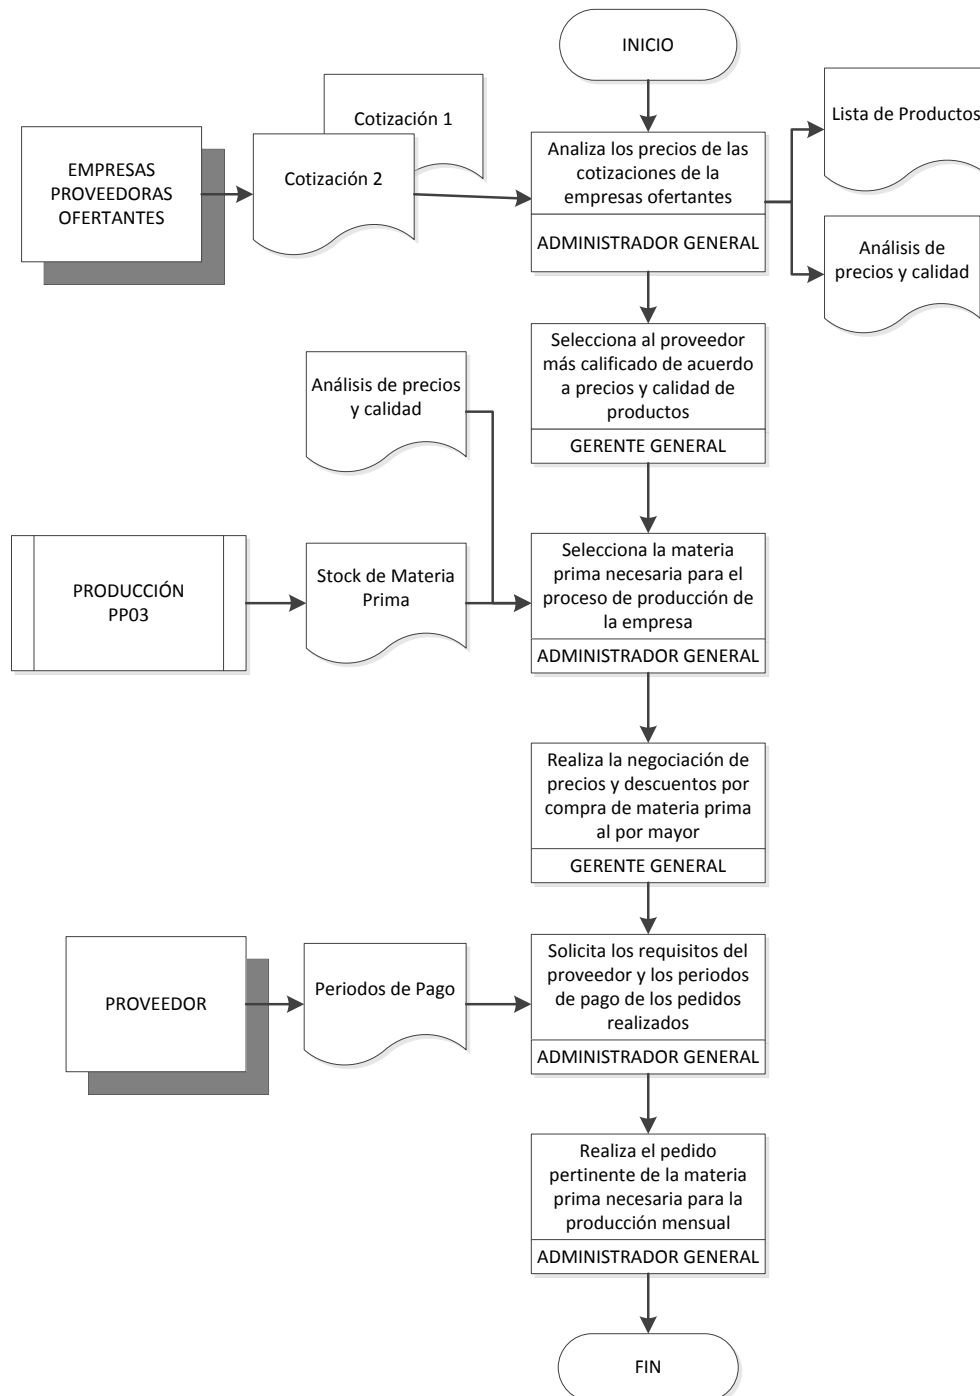 INICIO
Lista de Productos
Cotización 1
EMPRESAS
PROVEEDORAS
OFERTANTES
Cotización 2
Analiza los precios de las
cotizaciones de la
empresas ofertantes
ADMINISTRADOR GENERAL
Análisis de
precios y calidad
Selecciona al proveedor
más calificado de acuerdo
a precios y calidad de
productos
GERENTE GENERAL
Análisis de precios
y calidad
PRODUCCIÓN
PP03
Stock de Materia
Prima
Selecciona la materia
prima necesaria para el
proceso de producción de
la empresa
ADMINISTRADOR GENERAL
Realiza la negociación de
precios y descuentos por
compra de materia prima
al por mayor
GERENTE GENERAL
PROVEEDOR
Periodos de Pago
Solicita los requisitos del
proveedor y los periodos
de pago de los pedidos
realizados
ADMINISTRADOR GENERAL
Realiza el pedido
pertinente de la materia
prima necesaria para la
producción mensual
ADMINISTRADOR GENERAL
FIN